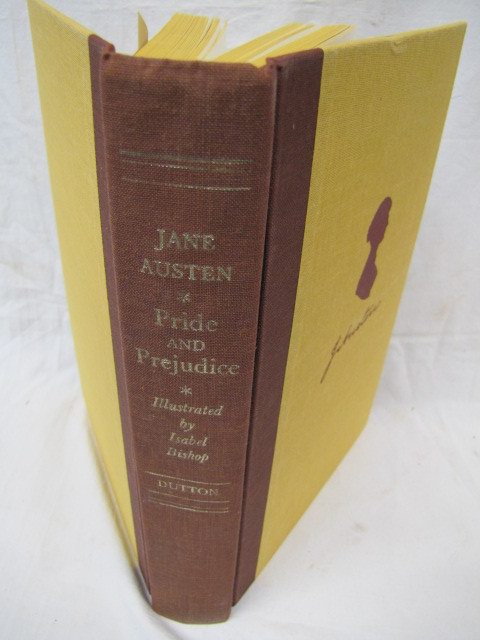 JANE
AUSTEN
Pride
AND
Prejudice
*
Illustrated
by
Isabel
Bishop
DUTTON